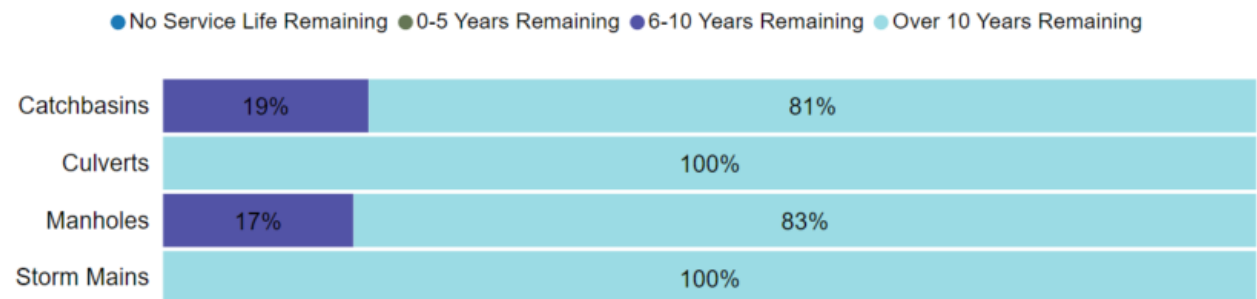 No Service Life Remaining 0-5 Years Remaining 6-10 Years Remaining Over 10 Years Remaining
Catchbasins 19% 81%
Culverts 100%
Manholes 17% 83%
Storm Mains 100%